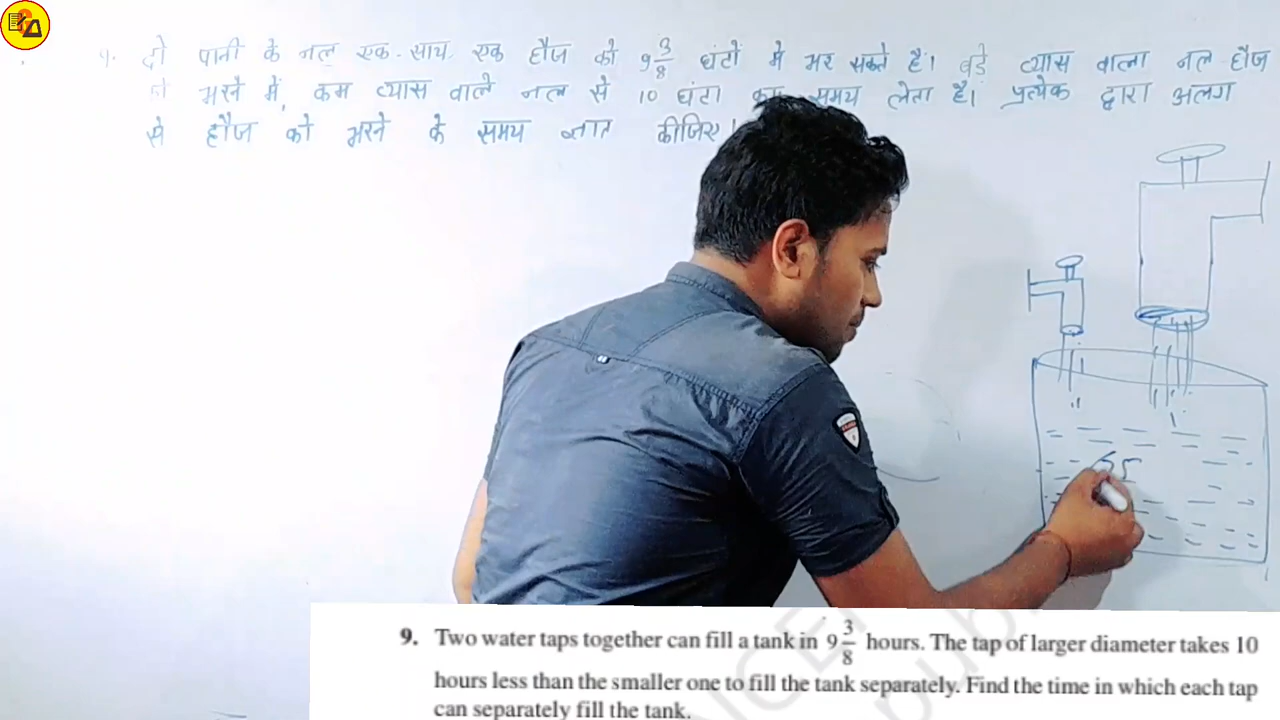 9. दो पानी के नल एक-साथ एक हौज को 9 3/8 घंटों में भर सकते हैं। बड़े व्यास वाला नल हौज
भरने में, कम व्यास वाले नल से 10 घंटा कम समय लेता है। प्रत्येक द्वारा अलग
से हौज को भरने के समय ज्ञात कीजिए।
9. Two water taps together can fill a tank in 9 3/8 hours. The tap of larger diameter takes 10
hours less than the smaller one to fill the tank separately. Find the time in which each tap
can separately fill the tank.